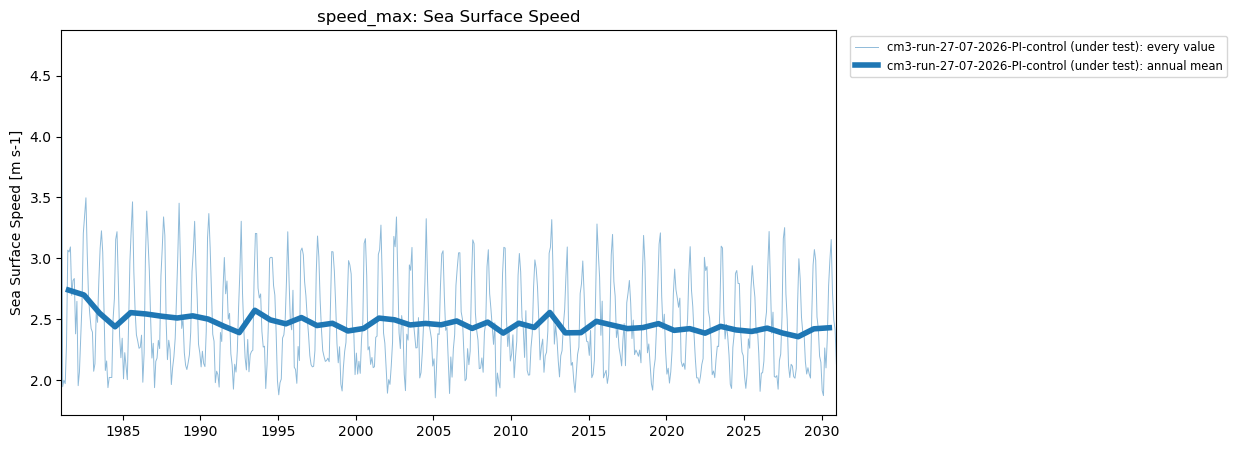 speed_max: Sea Surface Speed
cm3-run-27-07-2026-PI-control (under test): every value
cm3-run-27-07-2026-PI-control (under test): annual mean
Sea Surface Speed [m s-1]
4.5
4.0
3.5
3.0
2.5
2.0
1985 1990 1995 2000 2005 2010 2015 2020 2025 2030